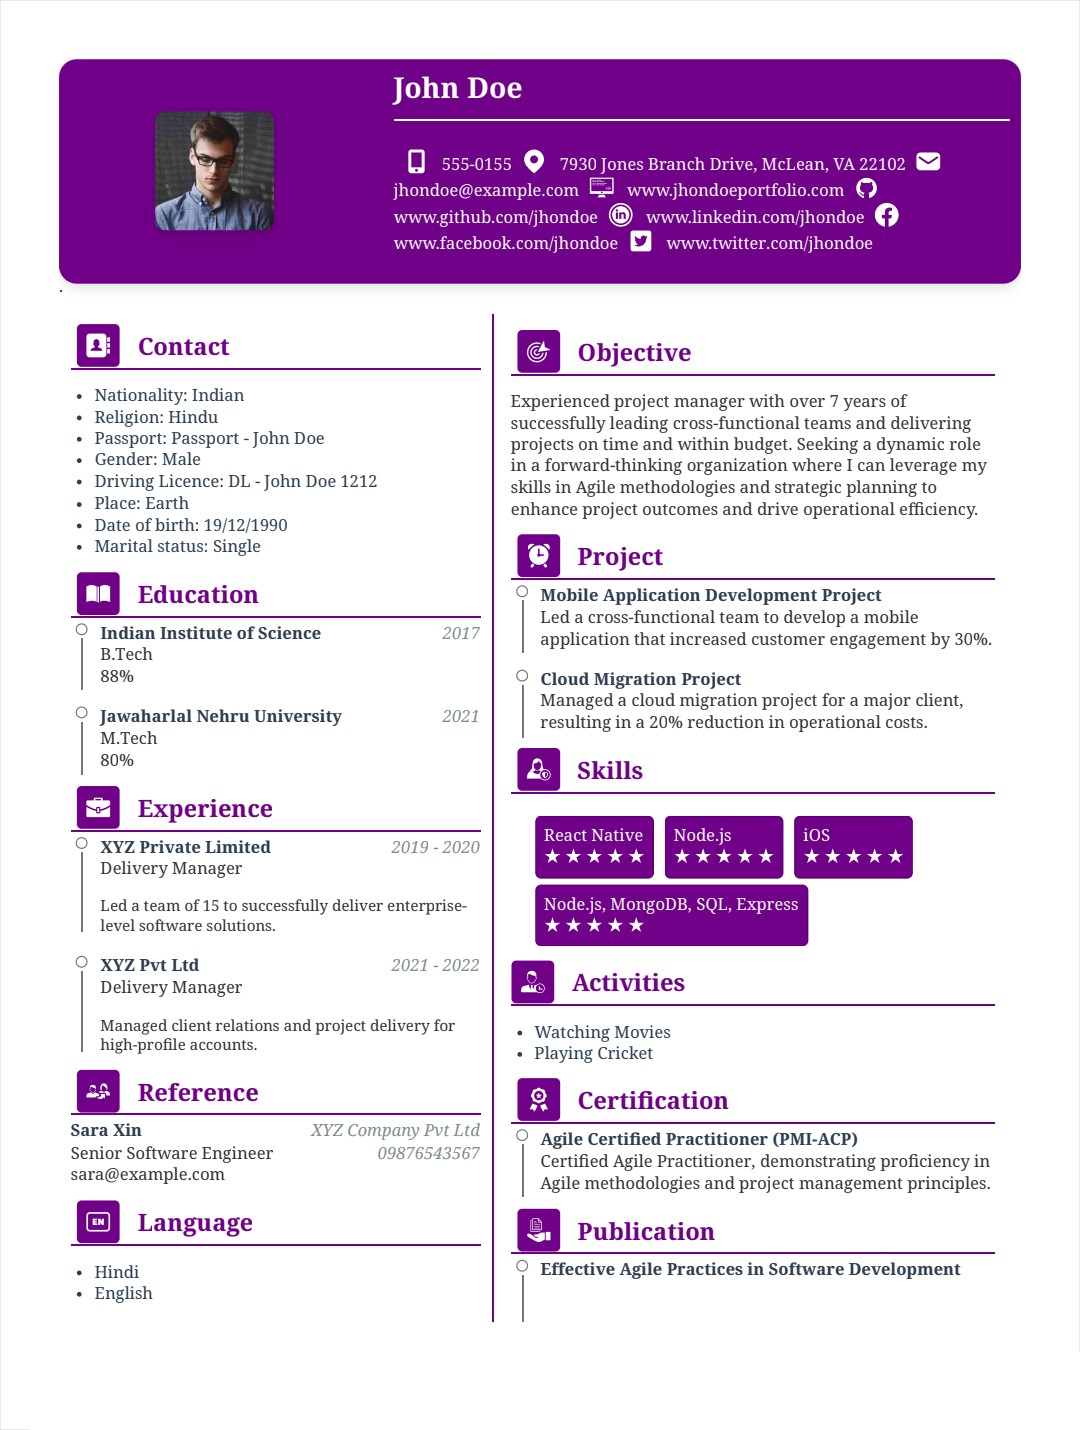 John Doe
555-0155 7930 Jones Branch Drive, McLean, VA 22102
jhondoe@example.com www.jhondoeportfolio.com
www.github.com/jhondoe www.linkedin.com/jhondoe
www.facebook.com/jhondoe www.twitter.com/jhondoe
.
Contact
• Nationality: Indian
• Religion: Hindu
• Passport: Passport - John Doe
• Gender: Male
• Driving Licence: DL - John Doe 1212
• Place: Earth
• Date of birth: 19/12/1990
• Marital status: Single
Education
Indian Institute of Science 2017
B.Tech
88%
Jawaharlal Nehru University 2021
M.Tech
80%
Experience
XYZ Private Limited 2019 - 2020
Delivery Manager
Led a team of 15 to successfully deliver enterprise-
level software solutions.
XYZ Pvt Ltd 2021 - 2022
Delivery Manager
Managed client relations and project delivery for
high-profile accounts.
Reference
Sara Xin XYZ Company Pvt Ltd
Senior Software Engineer 09876543567
sara@example.com
EN Language
• Hindi
• English
Objective
Experienced project manager with over 7 years of
successfully leading cross-functional teams and delivering
projects on time and within budget. Seeking a dynamic role
in a forward-thinking organization where I can leverage my
skills in Agile methodologies and strategic planning to
enhance project outcomes and drive operational efficiency.
Project
Mobile Application Development Project
Led a cross-functional team to develop a mobile
application that increased customer engagement by 30%.
Cloud Migration Project
Managed a cloud migration project for a major client,
resulting in a 20% reduction in operational costs.
Skills
React Native Node.js iOS
★ ★ ★ ★ ★ ★ ★ ★ ★ ★ ★ ★ ★ ★ ★
Node.js, MongoDB, SQL, Express
★ ★ ★ ★ ★
Activities
• Watching Movies
• Playing Cricket
Certification
Agile Certified Practitioner (PMI-ACP)
Certified Agile Practitioner, demonstrating proficiency in
Agile methodologies and project management principles.
Publication
Effective Agile Practices in Software Development